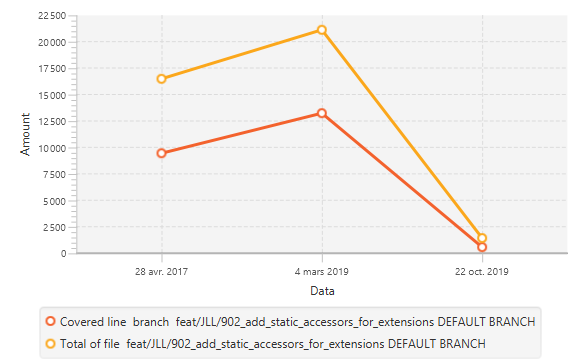 22 500
20 000
17 500
15 000
12 500
10 000
7 500
5 000
2 500
0
Amount
28 avr. 2017
4 mars 2019
22 oct. 2019
Data
Covered line branch feat/JLL/902_add_static_accessors_for_extensions DEFAULT BRANCH
Total of file feat/JLL/902_add_static_accessors_for_extensions DEFAULT BRANCH